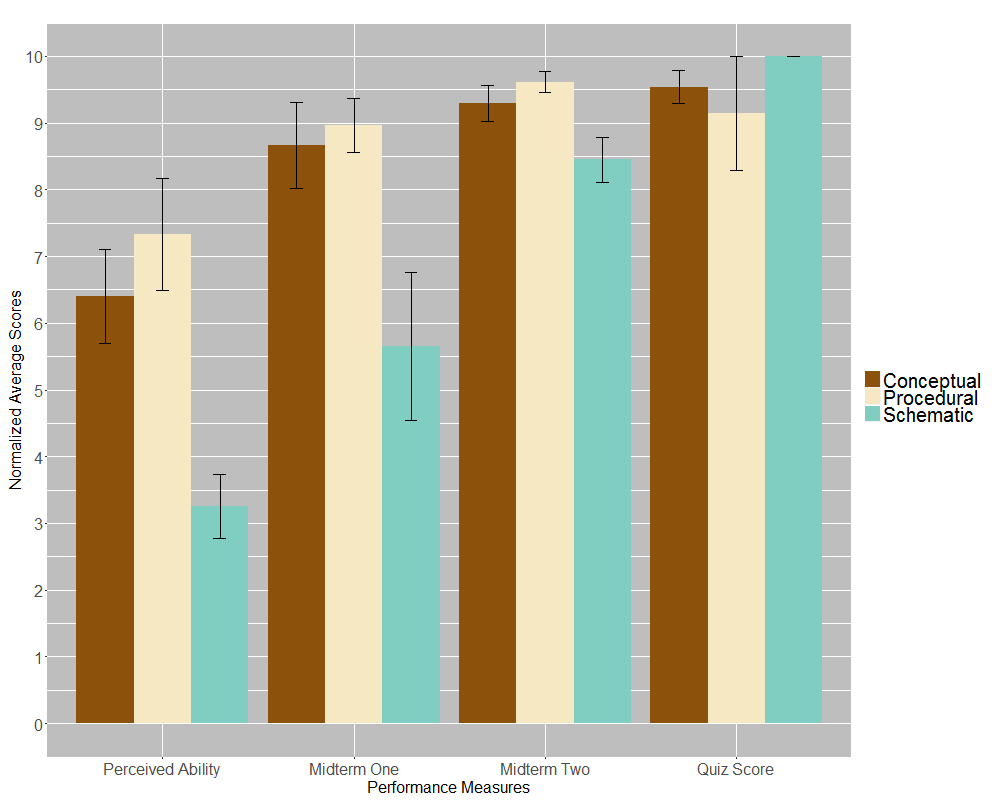 10
9
8
7
6
5
4
3
2
1
0
Normalized Average Scores
Perceived Ability
Midterm One
Midterm Two
Quiz Score
Performance Measures
Conceptual
Procedural
Schematic